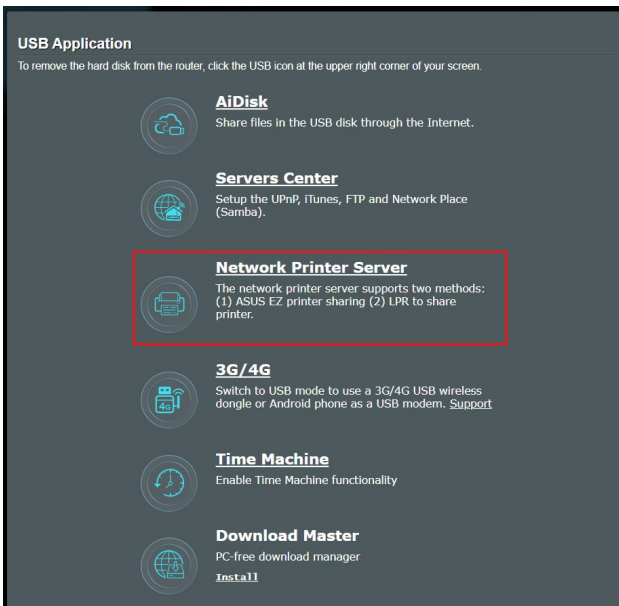 USB Application
To remove the hard disk from the router, click the USB icon at the upper right corner of your screen.
AiDisk
Share files in the USB disk through the Internet.
Servers Center
Setup the UPnP, iTunes, FTP and Network Place
(Samba).
Network Printer Server
The network printer server supports two methods:
(1) ASUS EZ printer sharing (2) LPR to share
printer.
3G/4G
Switch to USB mode to use a 3G/4G USB wireless
dongle or Android phone as a USB modem. Support
4G
Time Machine
Enable Time Machine functionality
Download Master
PC-free download manager
Install